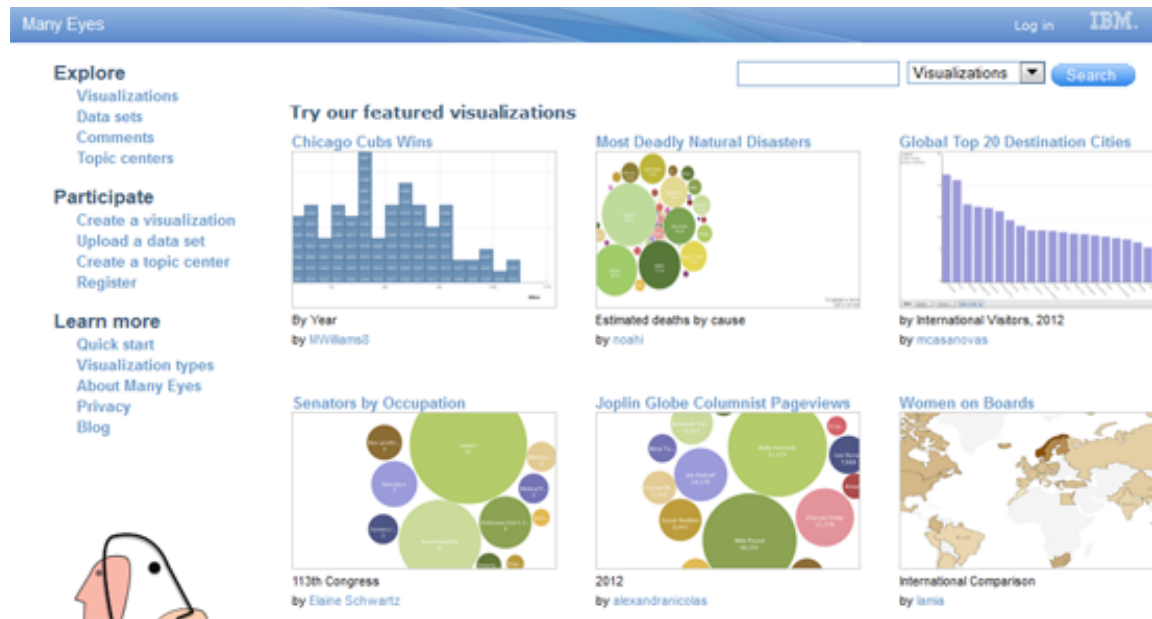 Many Eyes
Log in
IBM.
Visualizations
Search
Explore
Visualizations
Data sets
Comments
Topic centers
Participate
Create a visualization
Upload a data set
Create a topic center
Register
Learn more
Quick start
Visualization types
About Many Eyes
Privacy
Blog
Try our featured visualizations
Chicago Cubs Wins
Most Deadly Natural Disasters
Global Top 20 Destination Cities
By Year
Estimated deaths by cause
by International Visitors, 2012
by MWilliams8
by noahi
by mcasanovas
Senators by Occupation
Joplin Globe Columnist Pageviews
Women on Boards
113th Congress
2012
International Comparison
by Elaine Schwartz
by alexandranicolas
by lamia